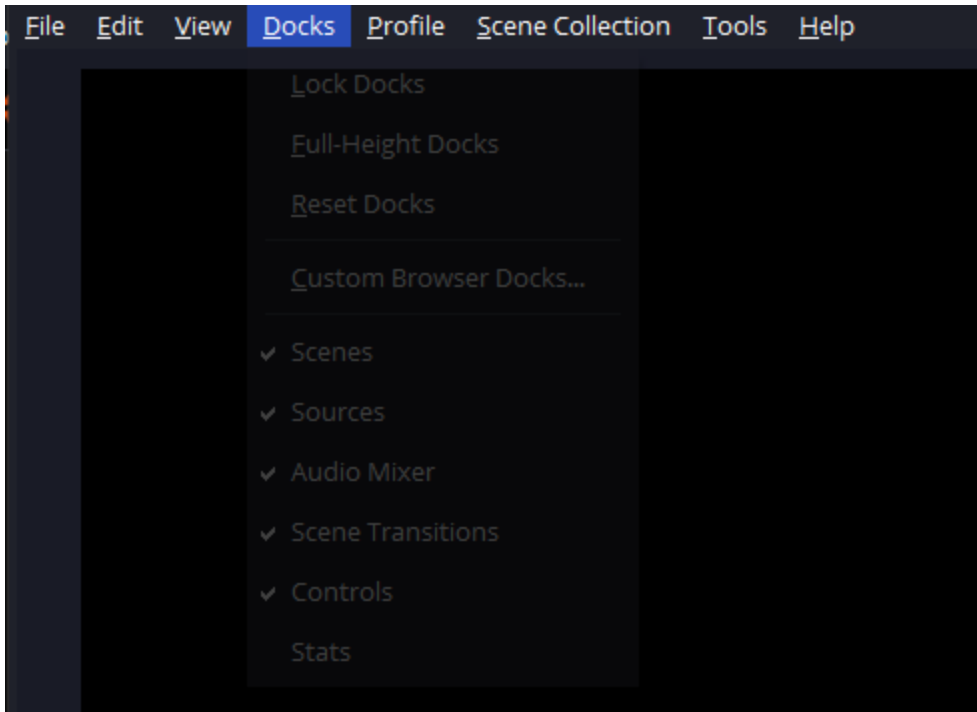 File Edit View Docks Profile Scene Collection Tools Help
Lock Docks
Full-Height Docks
Reset Docks
Custom Browser Docks...
Scenes
Sources
Audio Mixer
Scene Transitions
Controls
Stats